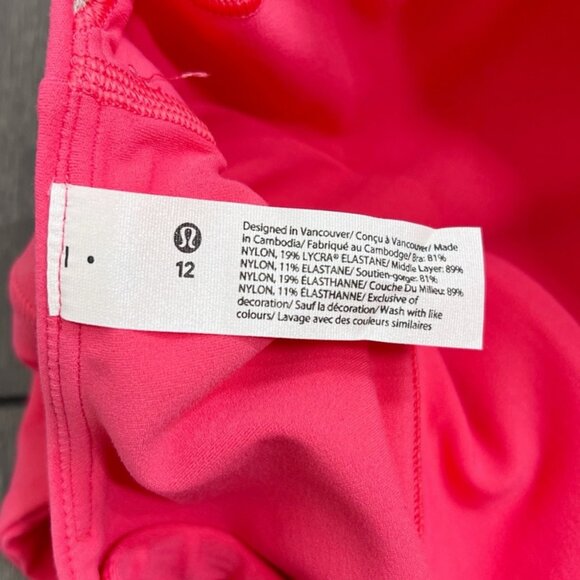 12
Designed in Vancouver/ Conçu à Vancouver/ Made
in Cambodia/ Fabriqué au Cambodge/ Bra: 81%
NYLON, 19% LYCRA® ELASTANE/ Middle Layer: 89%
NYLON, 11% ELASTANE/ Soutien-gorge: 81%
NYLON, 19% ÉLASTHANNE/ Couche Du Milieu: 89%
NYLON, 11% ÉLASTHANNE/ Exclusive of
decoration/ Sauf la décoration/ Wash with like
colours/ Lavage avec des couleurs similaires